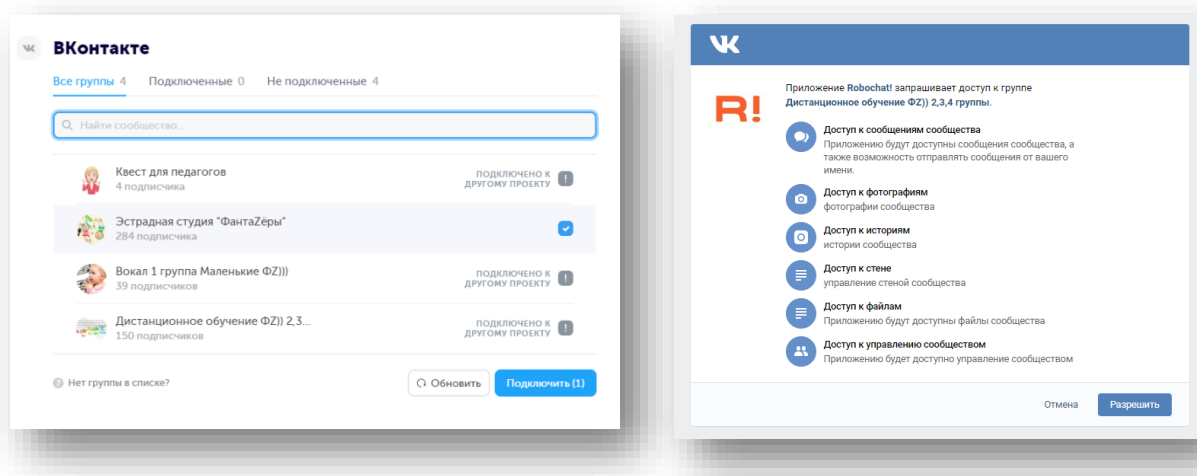 ВКонтакте
Все группы 4 Подключенные 0 Не подключенные 4
Найти сообщество...
Квест для педагогов
4 подписчика
ПОДКЛЮЧЕНО К
ДРУГОМУ ПРОЕКТУ
Эстрадная студия "ФантаZёры"
284 подписчика
Вокал 1 группа Маленькие ФZ)))
39 подписчиков
ПОДКЛЮЧЕНО К
ДРУГОМУ ПРОЕКТУ
Дистанционное обучение ФZ)) 2,3...
150 подписчиков
ПОДКЛЮЧЕНО К
ДРУГОМУ ПРОЕКТУ
Нет группы в списке?
Обновить
Подключить (1)
R!
Приложение Robochat! запрашивает доступ к группе
Дистанционное обучение ФZ)) 2,3,4 группы.
Доступ к сообщениям сообщества
Приложению будут доступны сообщения сообщества, а
также возможность отправлять сообщения от вашего
имени.
Доступ к фотографиям
фотографии сообщества
Доступ к историям
истории сообщества
Доступ к стене
управление стеной сообщества
Доступ к файлам
Приложению будут доступны файлы сообщества
Доступ к управлению сообществом
Приложению будет доступно управление сообществом
Отмена
Разрешить